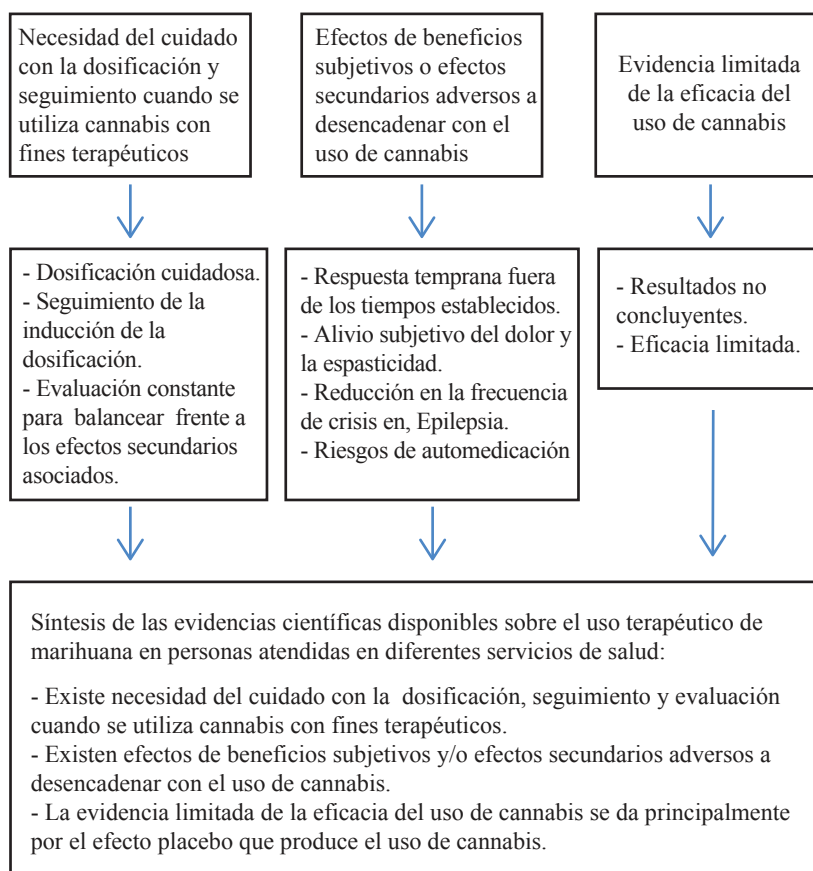 Necesidad del cuidado
con la dosificación y
seguimiento cuando se
utiliza cannabis con
fines terapéuticos
Efectos de beneficios
subjetivos o efectos
secundarios adversos a
desencadenar con el
uso de cannabis
Evidencia limitada
de la eficacia del
uso de cannabis
- Dosificación cuidadosa.
- Seguimiento de la
inducción de la
dosificación.
- Evaluación constante
para balancear frente a
los efectos secundarios
asociados.
- Respuesta temprana fuera
de los tiempos establecidos.
- Alivio subjetivo del dolor y
la espasticidad.
- Reducción en la frecuencia
de crisis en, Epilepsia.
- Riesgos de automedicación
- Resultados no
concluyentes.
- Eficacia limitada.
Síntesis de las evidencias científicas disponibles sobre el uso terapéutico de
marihuana en personas atendidas en diferentes servicios de salud:
- Existe necesidad del cuidado con la dosificación, seguimiento y evaluación
cuando se utiliza cannabis con fines terapéuticos.
- Existen efectos de beneficios subjetivos y/o efectos secundarios adversos a
desencadenar con el uso de cannabis.
- La evidencia limitada de la eficacia del uso de cannabis se da principalmente
por el efecto placebo que produce el uso de cannabis.